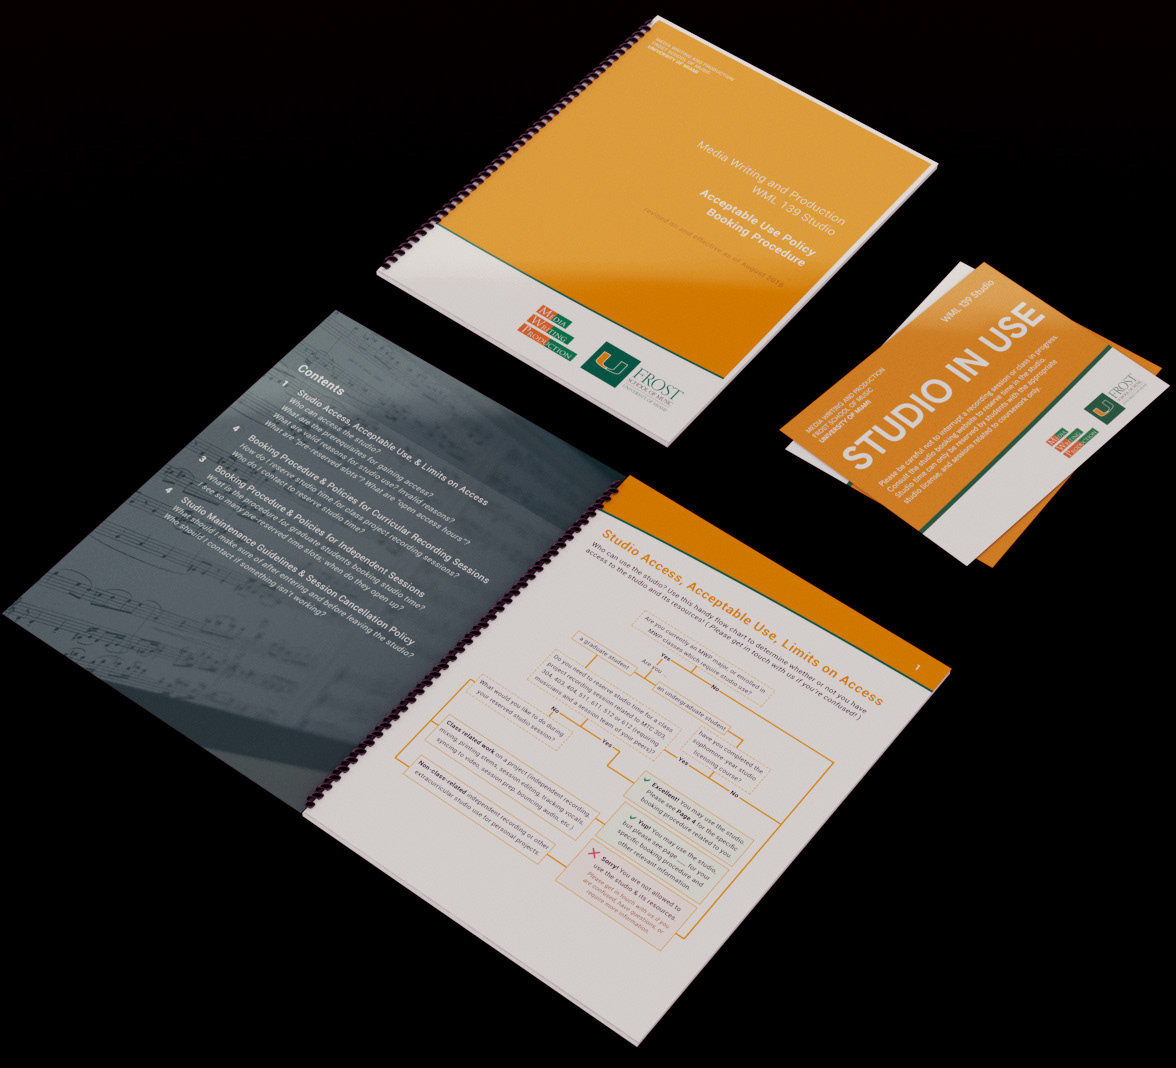 MEDIA WRITING AND PRODUCTION
FROST SCHOOL OF MUSIC
UNIVERSITY OF MIAMI
Media Writing and Production
WML 139 Studio
Acceptable Use Policy
Booking Procedure
revised on and effective as of August 2016
MEDIA
WRITING
PRODUCTION
U
FROST
SCHOOL OF MUSIC
UNIVERSITY OF MIAMI
WML 139 Studio
MEDIA WRITING AND PRODUCTION
FROST SCHOOL OF MUSIC
UNIVERSITY OF MIAMI
STUDIO IN USE
Please be careful not to interrupt a recording session or class in progress.
Consult the studio booking website to reserve time in the studio.
Studio time can only be reserved by students with the appropriate
studio license, and sessions related to coursework only.
MEDIA
WRITING
PRODUCTION
U
FROST
SCHOOL OF MUSIC
UNIVERSITY OF MIAMI
Contents
1 Studio Access, Acceptable Use, & Limits on Access
Who can access the studio?
What are the prerequisites for gaining access?
What are valid reasons for studio use? Invalid reasons?
What are "pre-reserved slots"? What are "open access hours"?
4 Booking Procedure & Policies for Curricular Recording Sessions
How do I reserve studio time for class project recording sessions?
Who do I contact to reserve studio time?
3 Booking Procedure & Policies for Independent Sessions
What is the procedure for graduate students booking studio time?
I see so many pre-reserved time slots, when do they open up?
4 Studio Maintenance Guidelines & Session Cancellation Policy
What should I make sure of after entering and before leaving the studio?
Who should I contact if something isn't working?
1
Studio Access, Acceptable Use, Limits on Access
Who can use the studio? Use this handy flow chart to determine whether or not you have
access to the studio and its resources! ( Please get in touch with us if you're confused! )
Are you currently an MWP major or enrolled in
MWP classes which require studio use?
Yes
No
Are you
a graduate student
an undergraduate student
Do you need to reserve studio time for a class
project recording session related to MTC 303,
304, 403, 404, 511, 611, 512 or 612 (requiring
musicians and a session team of your peers)?
have you completed the
sophomore-year studio
licensing course?
No
Yes
Yes
No
What would you like to do during
your reserved studio session?
Class related work on a project (independent recording,
mixing, printing stems, session editing, tracking vocals,
syncing to video, session prep, bouncing audio, etc.)
Non-class-related independent recording or other
extracurricular studio use for personal projects.
Excellent! You may use the studio.
Please see Page 4 for the specific
booking procedure related to you.
Yup! You may use the studio,
but please see page __ for your
specific booking procedure and
other relevant information.
Sorry! You are not allowed to
use the studio & its resources.
Please get in touch with us if you
are confused, have questions, or
require more information.